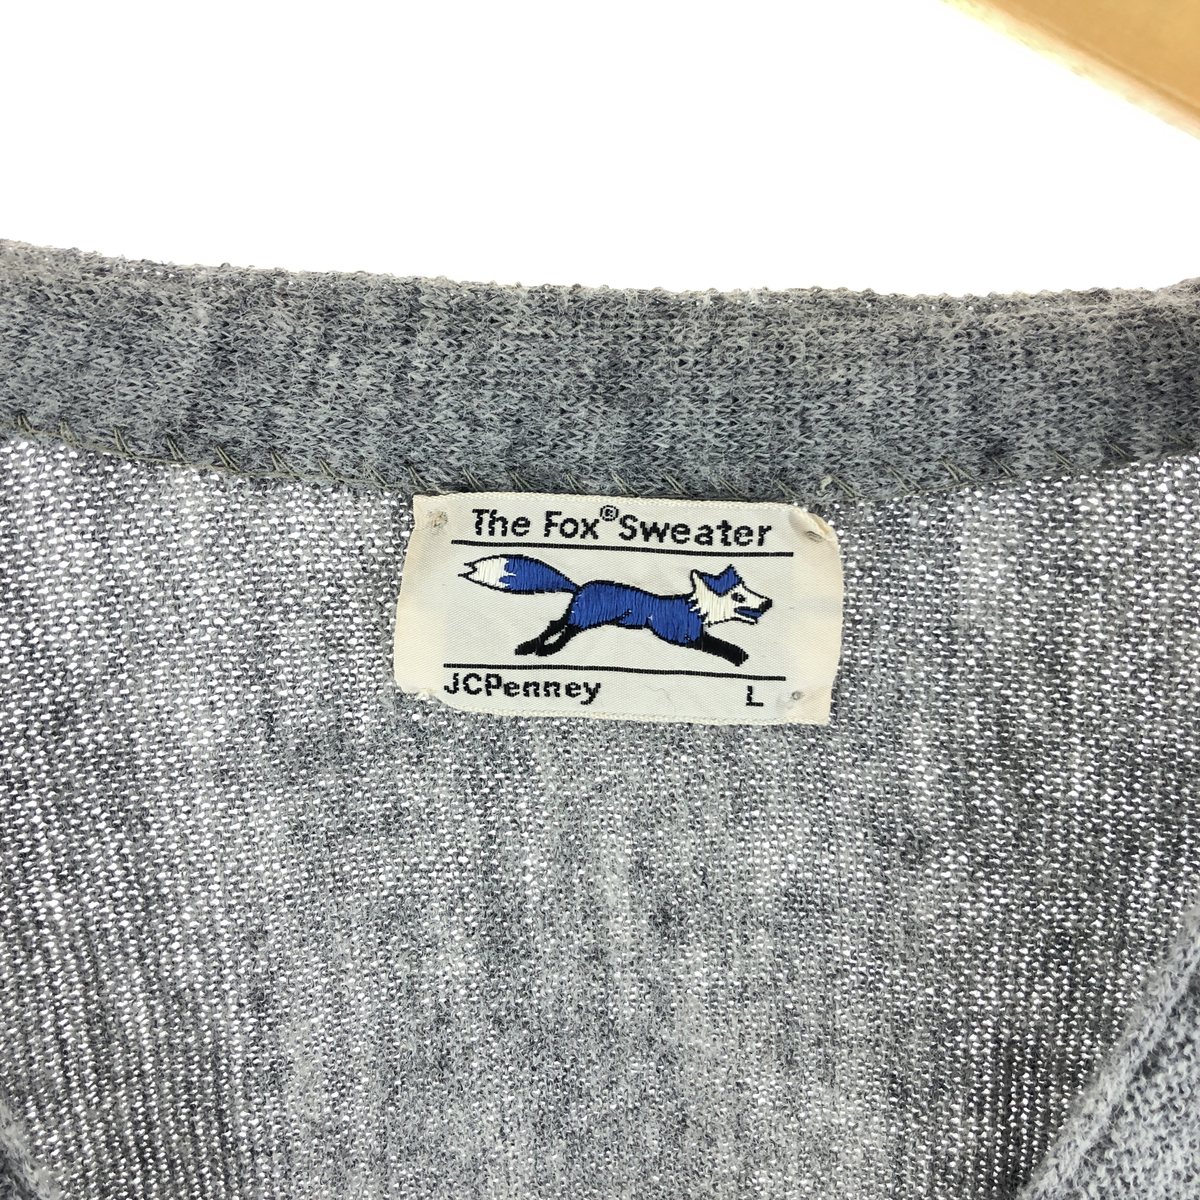 The Fox® Sweater
JCPenney L